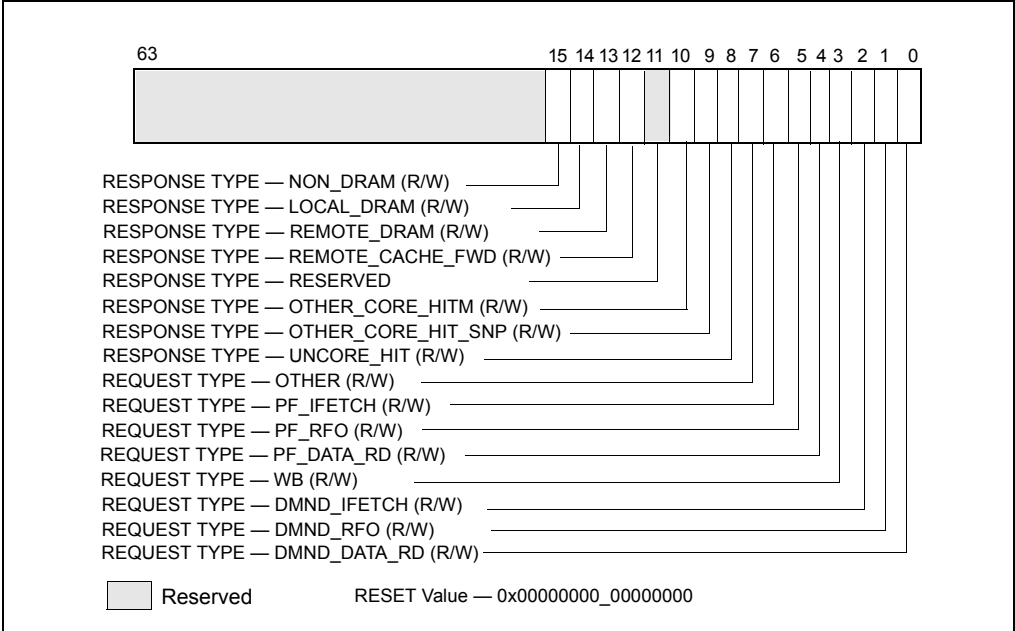 63 15 14 13 12 11 10 9 8 7 6 5 4 3 2 1 0
RESPONSE TYPE — NON_DRAM (R/W)
RESPONSE TYPE — LOCAL_DRAM (R/W)
RESPONSE TYPE — REMOTE_DRAM (R/W)
RESPONSE TYPE — REMOTE_CACHE_FWD (R/W)
RESPONSE TYPE — RESERVED
RESPONSE TYPE — OTHER_CORE_HITM (R/W)
RESPONSE TYPE — OTHER_CORE_HIT_SNP (R/W)
RESPONSE TYPE — UNCORE_HIT (R/W)
REQUEST TYPE — OTHER (R/W)
REQUEST TYPE — PF_IFETCH (R/W)
REQUEST TYPE — PF_RFO (R/W)
REQUEST TYPE — PF_DATA_RD (R/W)
REQUEST TYPE — WB (R/W)
REQUEST TYPE — DMND_IFETCH (R/W)
REQUEST TYPE — DMND_RFO (R/W)
REQUEST TYPE — DMND_DATA_RD (R/W)
Reserved RESET Value — 0x00000000_00000000